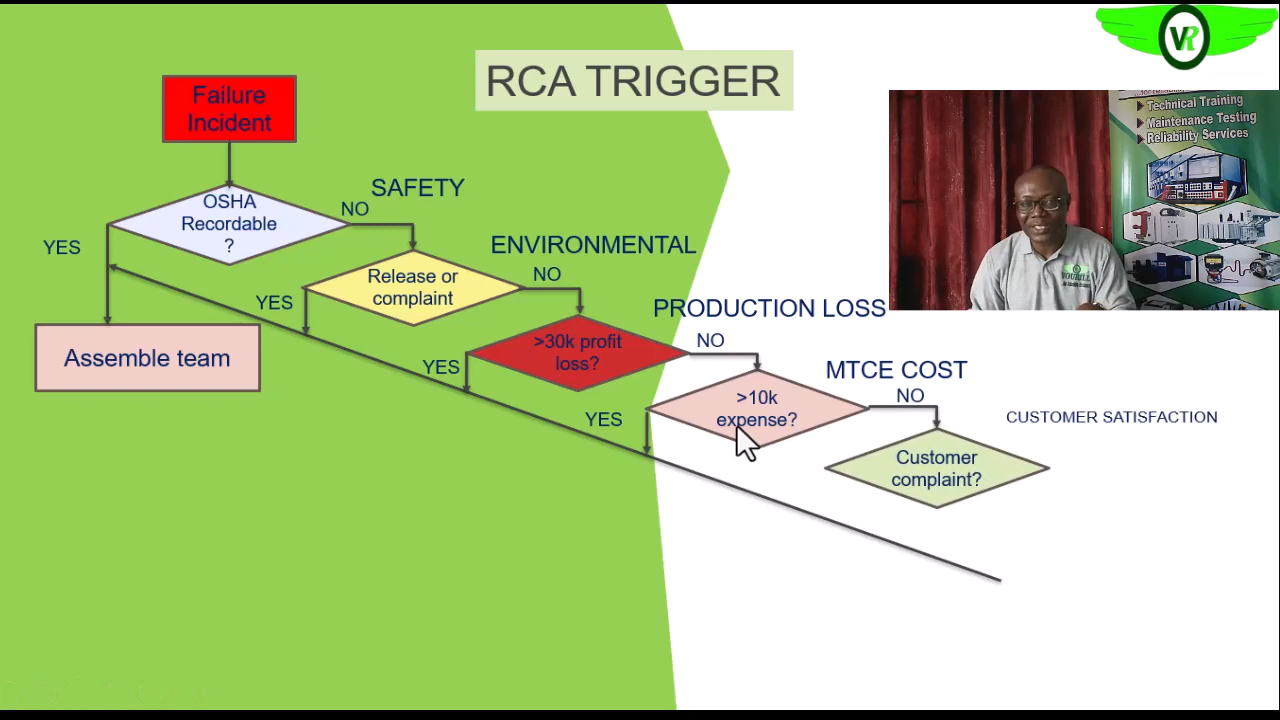 RCA TRIGGER
VR
Technical Training
Maintenance Testing
Reliability Services
Failure
Incident
OSHA
Recordable
?
SAFETY
NO
YES
Release or
complaint
ENVIRONMENTAL
NO
YES
Assemble team
>30k profit
loss?
PRODUCTION LOSS
NO
YES
>10k
expense?
MTCE COST
NO
YES
CUSTOMER SATISFACTION
Customer
complaint?